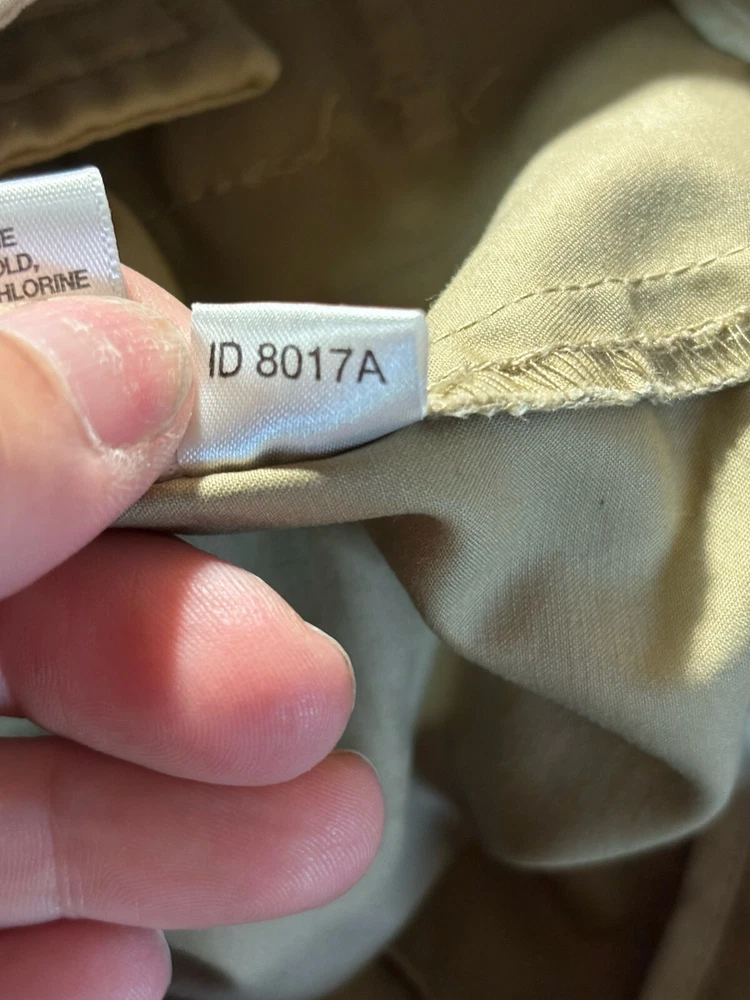 E
OLD,
HLORINE
ID 8017A